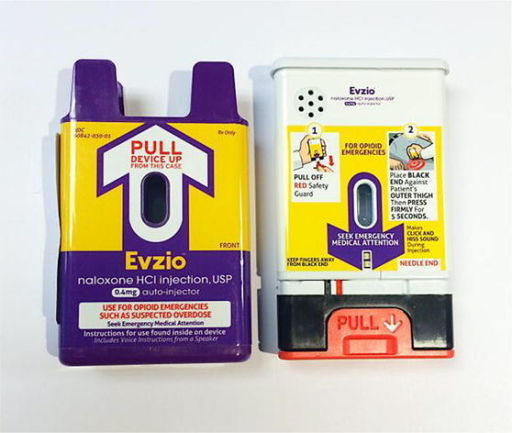 NDC
60842-030-01
Rx Only
PULL
DEVICE UP
FROM THIS CASE
FRONT
Evzio
naloxone HCl injection, USP
0.4mg auto-injector
USE FOR OPIOID EMERGENCIES
SUCH AS SUSPECTED OVERDOSE
Seek Emergency Medical Attention
Instructions for use found inside on device
Includes Voice Instructions from a Speaker
Evzio
naloxone HCl injection, USP
0.4mg auto-injector
1
PULL OFF
RED Safety
Guard
FOR OPIOID
EMERGENCIES
2
Place BLACK
END Against
Patient's
OUTER THIGH
Then PRESS
FIRMLY For
5 SECONDS.
SEEK EMERGENCY
MEDICAL ATTENTION
Makes
CLICK AND
HISS SOUND
During
Injection
KEEP FINGERS AWAY
FROM BLACK END
NEEDLE END
PULL